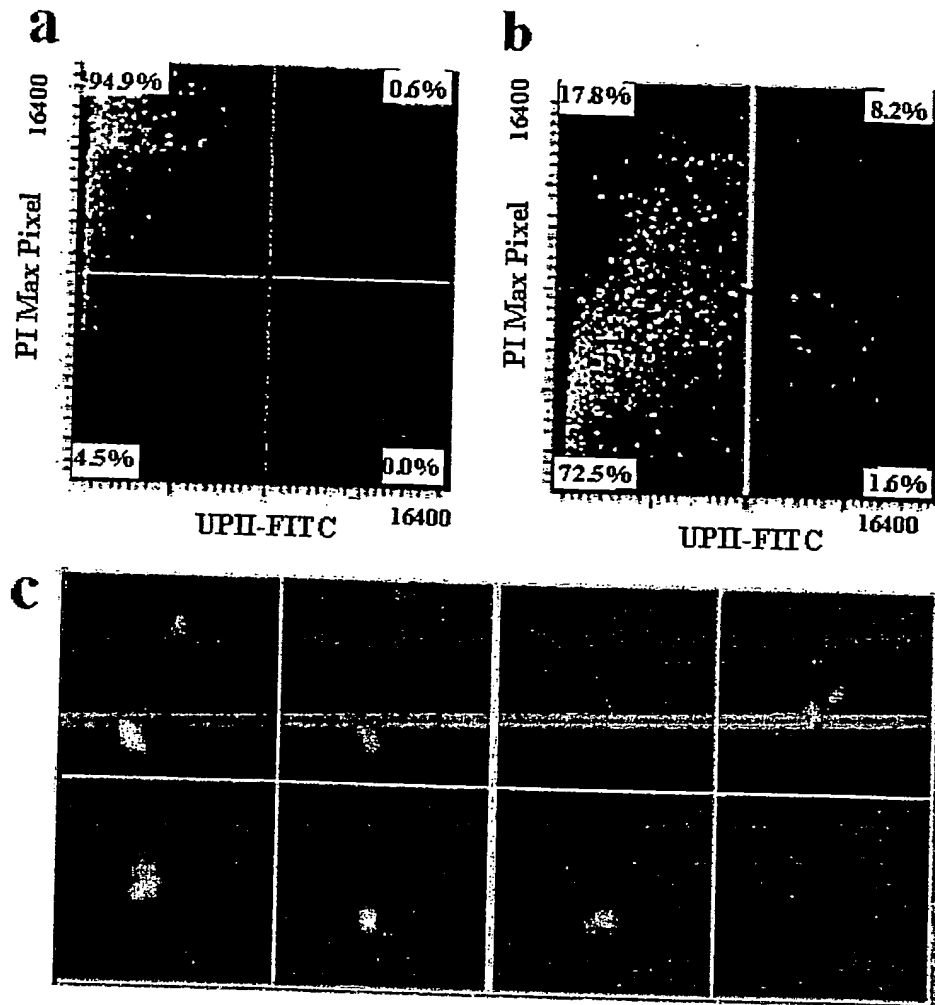 a
94.9%
0.6%
16400
PI Max Pixel
4.5%
0.0%
16400
UPII-FITC
b
17.8%
8.2%
16400
PI Max Pixel
72.5%
1.6%
16400
UPII-FITC
c